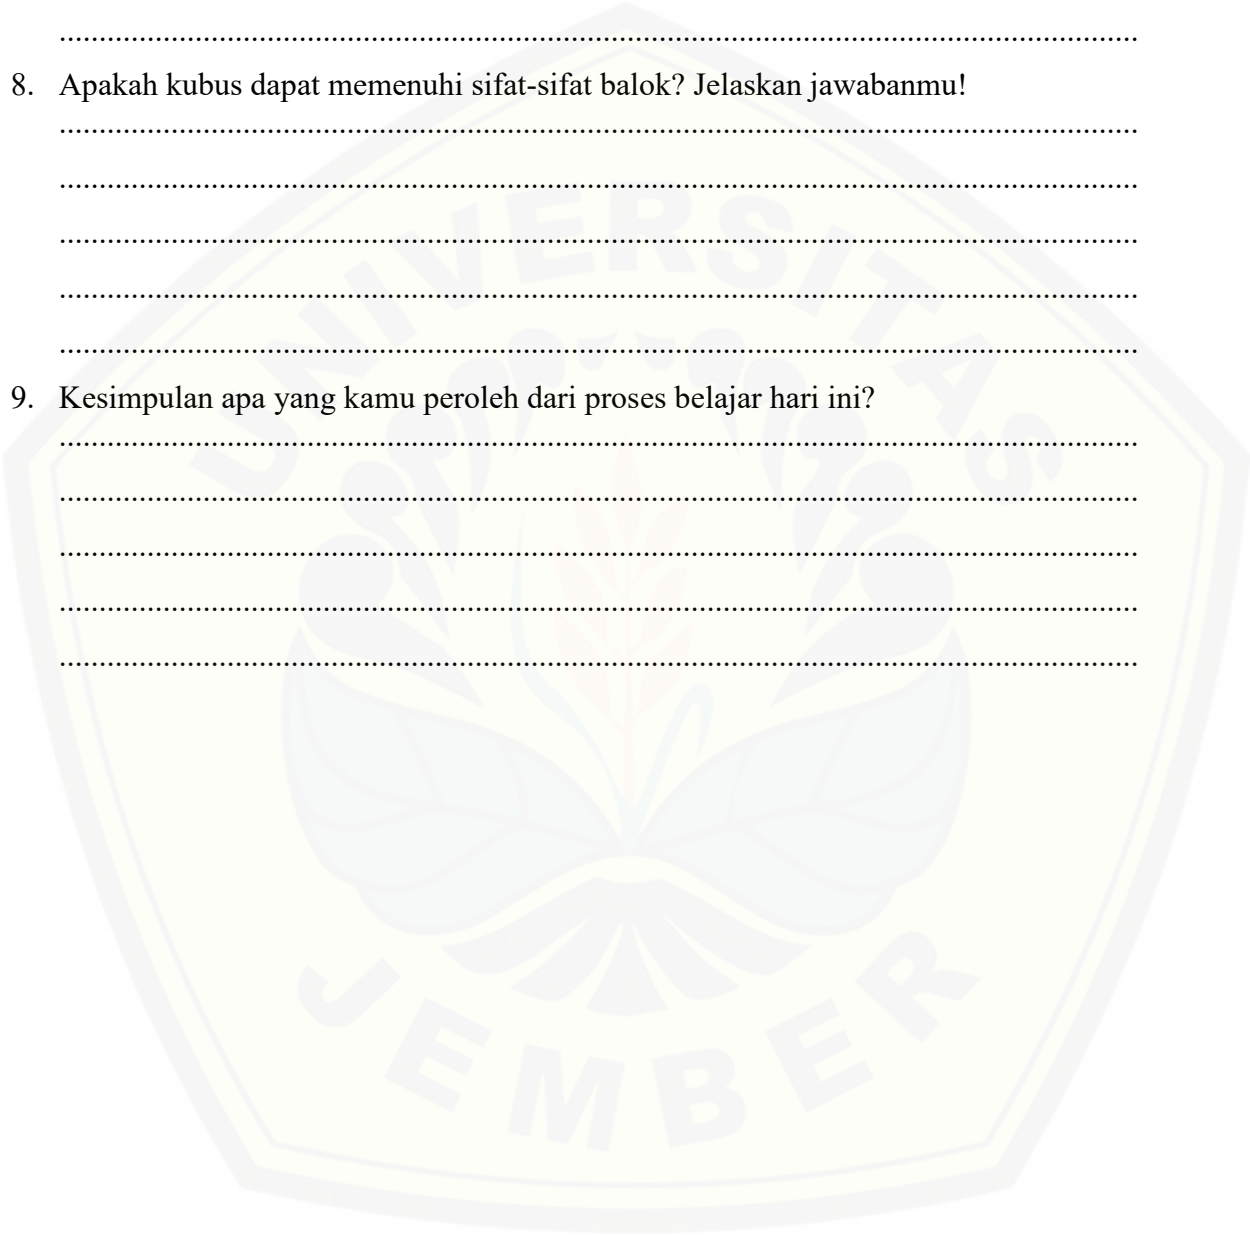 ........................................................................................................................................
8. Apakah kubus dapat memenuhi sifat-sifat balok? Jelaskan jawabanmu!
........................................................................................................................................
........................................................................................................................................
........................................................................................................................................
........................................................................................................................................
........................................................................................................................................
9. Kesimpulan apa yang kamu peroleh dari proses belajar hari ini?
........................................................................................................................................
........................................................................................................................................
........................................................................................................................................
........................................................................................................................................
........................................................................................................................................
UNIVERSITAS
JEMBER